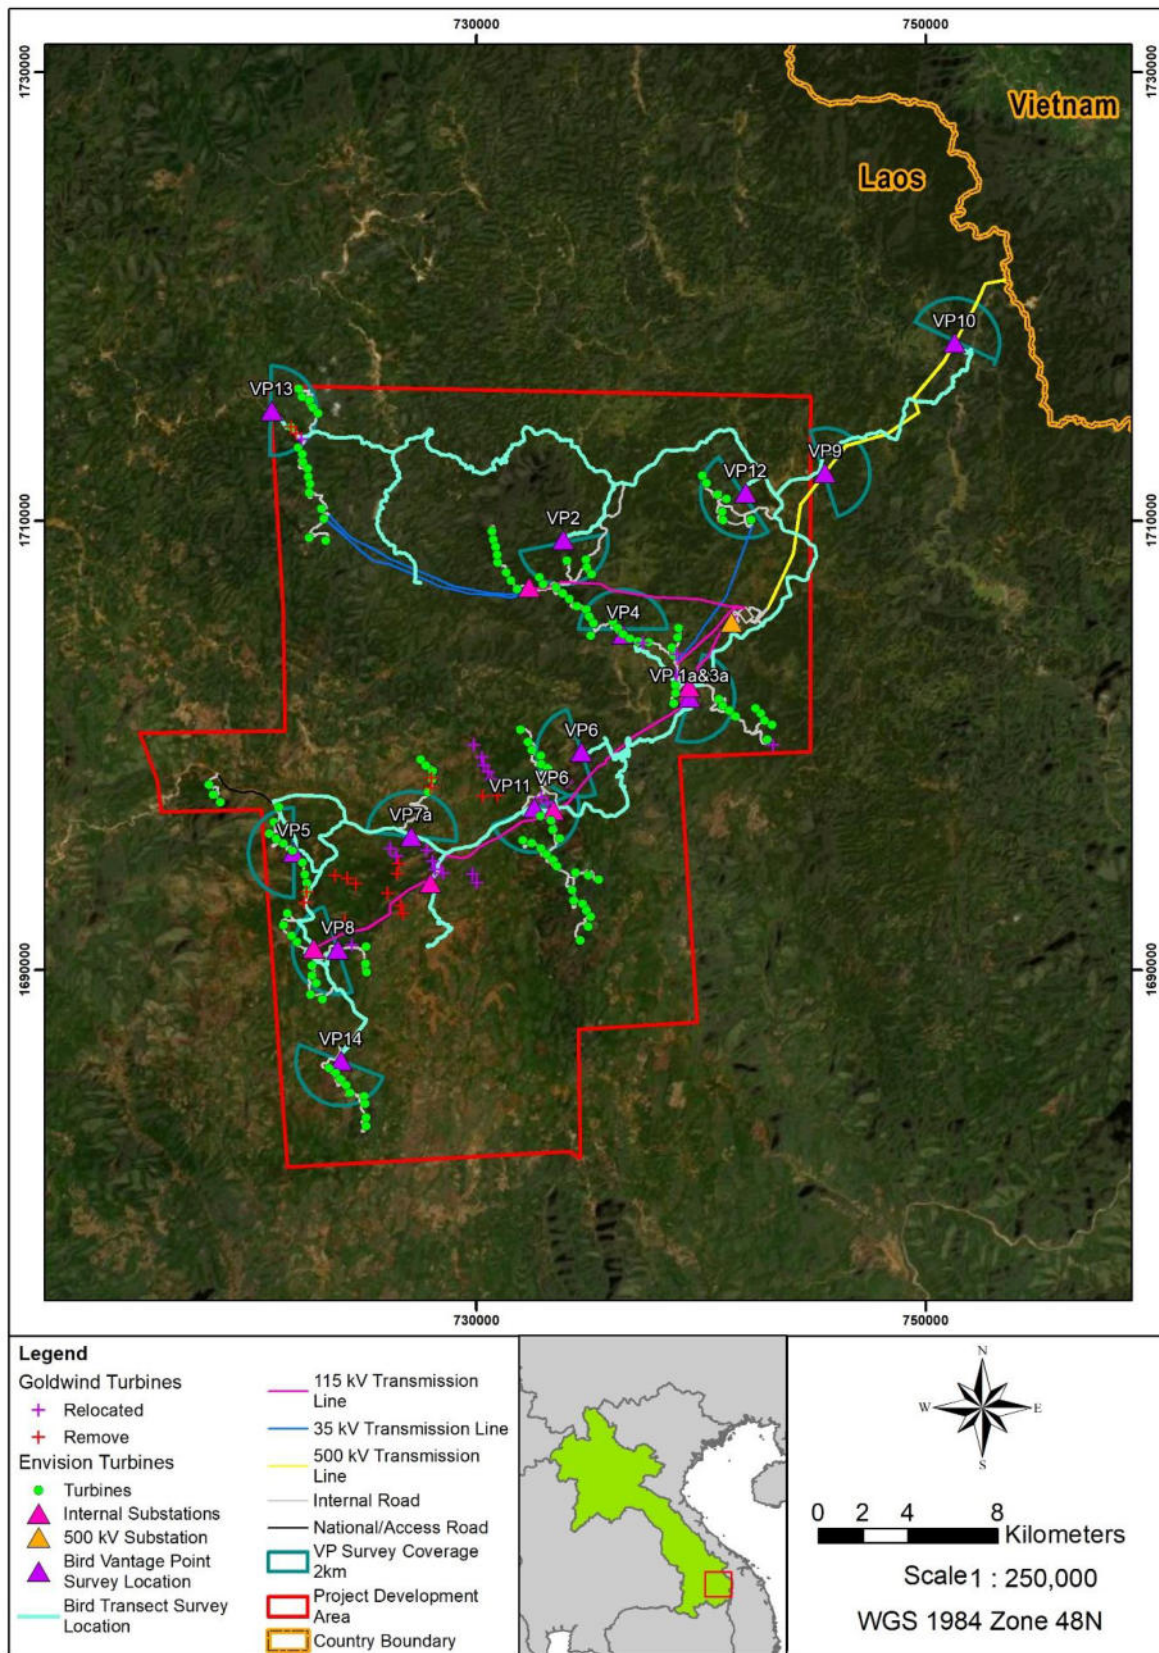 730000
750000
1730000
1730000
Vietnam
Laos
VP10
VP13
VP9
VP12
1710000
1710000
VP2
VP4
VP 1a&3a
VP6
VP11
VP6
VP7a
VP5
VP8
1690000
1690000
VP14
730000
750000
Legend
Goldwind Turbines
Relocated
Remove
Envision Turbines
Turbines
Internal Substations
500 kV Substation
Bird Vantage Point
Survey Location
Bird Transect Survey
Location
115 kV Transmission
Line
35 kV Transmission Line
500 kV Transmission
Line
Internal Road
National/Access Road
VP Survey Coverage
2km
Project Development
Area
Country Boundary
N
W
E
S
0 2 4 8
Kilometers
Scale 1 : 250,000
WGS 1984 Zone 48N